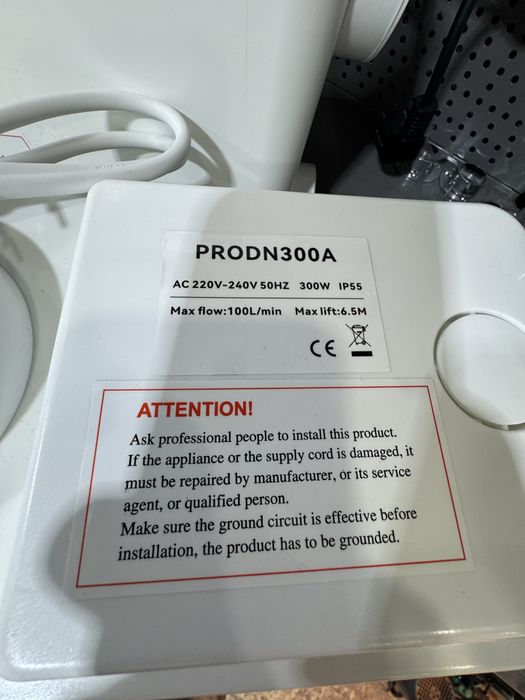 PRODN300A
AC 220V-240V 50HZ 300W IP55
Max flow:100L/min Max lift:6.5M
CE
ATTENTION!
Ask professional people to install this product.
If the appliance or the supply cord is damaged, it
must be repaired by manufacturer, or its service
agent, or qualified person.
Make sure the ground circuit is effective before
installation, the product has to be grounded.